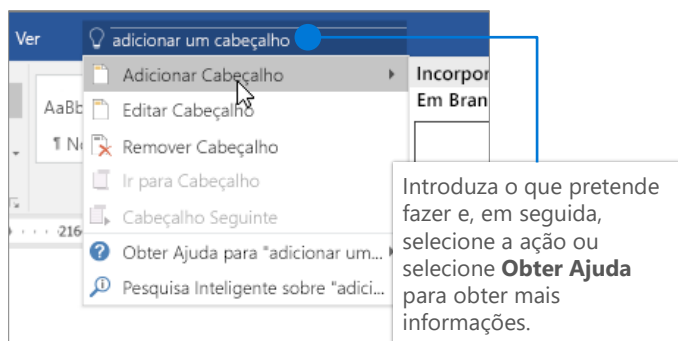 Ver
adicionar um cabeçalho
Adicionar Cabeçalho
Incorpor
Em Bran
AaBb
Editar Cabeçalho
¶ No
Remover Cabeçalho
Ir para Cabeçalho
Cabeçalho Seguinte
216
Obter Ajuda para "adicionar um...
Pesquisa Inteligente sobre "adici...
Introduza o que pretende
fazer e, em seguida,
selecione a ação ou
selecione Obter Ajuda
para obter mais
informações.